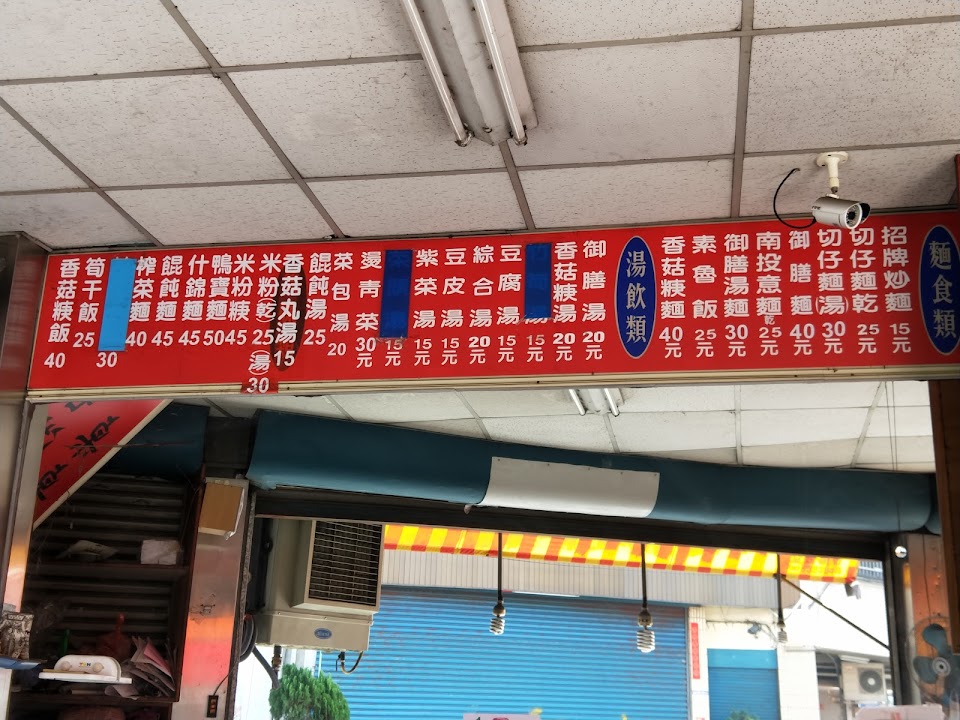 麵食類
招牌炒麵 15元
切仔麵乾 25元
切仔麵(湯) 30元
御膳麵 40元
南投意麵乾 25元
御膳湯麵 30元
素魯飯 25元
香菇粳麵 40元
湯飲類
御膳湯 20元
香菇粳湯 20元
湯 15元
豆腐湯 15元
綜合湯 20元
豆皮湯 15元
紫菜湯 15元
15元
燙青菜 30元
菜包湯 20
餛飩湯 25
香菇丸湯 15
米粉(乾) 25
(湯) 30
米粉粳 45
鴨寶麵 50
什錦麵 45
餛飩麵 45
榨菜麵 40
30
筍干飯 25
香菇粳飯 40